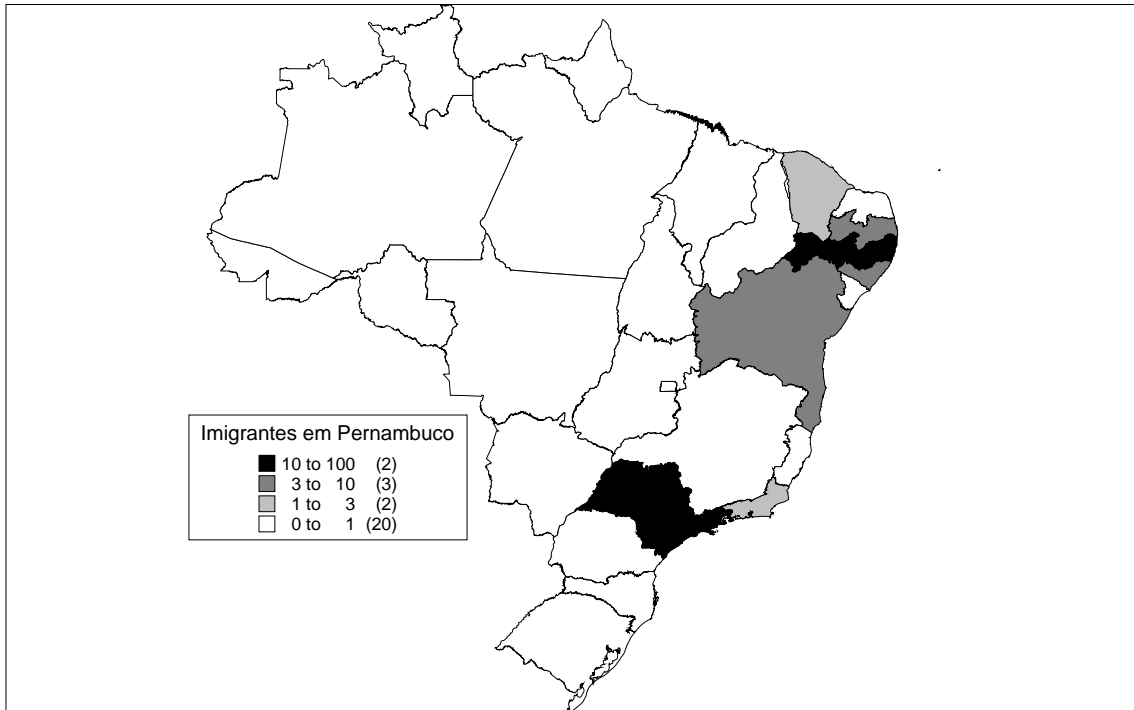 Imigrantes em Pernambuco
10 to 100 (2)
3 to 10 (3)
1 to 3 (2)
0 to 1 (20)